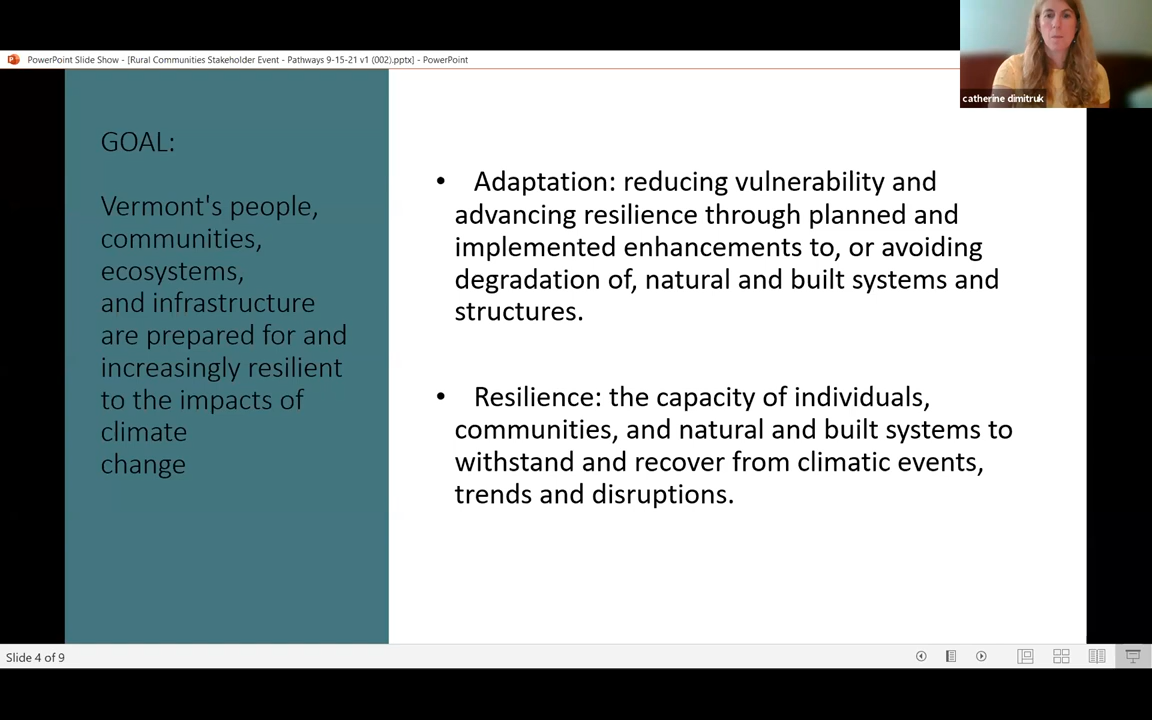 PowerPoint Slide Show - [Rural Communities Stakeholder Event - Pathways 9-15-21 v1 (002).pptx] - PowerPoint
catherine dimitruk
GOAL:
Vermont's people,
communities,
ecosystems,
and infrastructure
are prepared for and
increasingly resilient
to the impacts of
climate
change
• Adaptation: reducing vulnerability and
advancing resilience through planned and
implemented enhancements to, or avoiding
degradation of, natural and built systems and
structures.
• Resilience: the capacity of individuals,
communities, and natural and built systems to
withstand and recover from climatic events,
trends and disruptions.
Slide 4 of 9